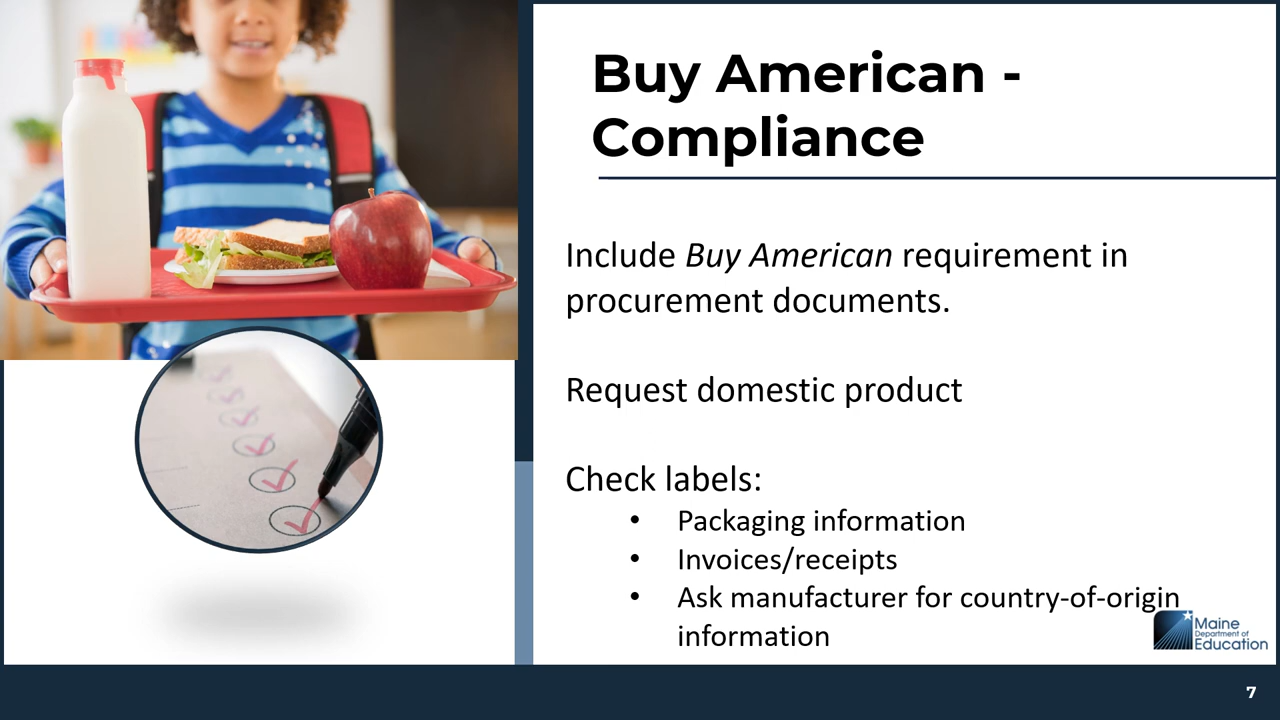 Buy American -
Compliance
Include Buy American requirement in
procurement documents.
Request domestic product
Check labels:
• Packaging information
• Invoices/receipts
• Ask manufacturer for country-of-origin
information
Maine
Department of
Education
7